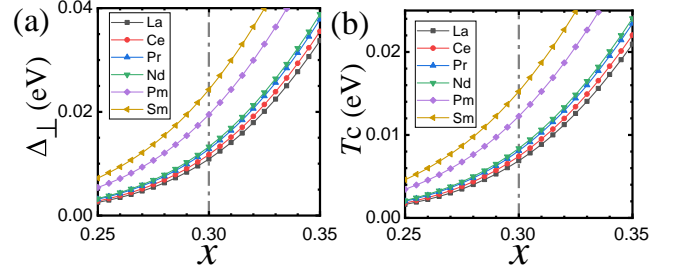 (a)
Δ⊥ (eV)
0.04
0.02
0.00
La
Ce
Pr
Nd
Pm
Sm
0.25
0.30
0.35
x
(b)
Tc (eV)
0.02
0.01
0.00
La
Ce
Pr
Nd
Pm
Sm
0.25
0.30
0.35
x